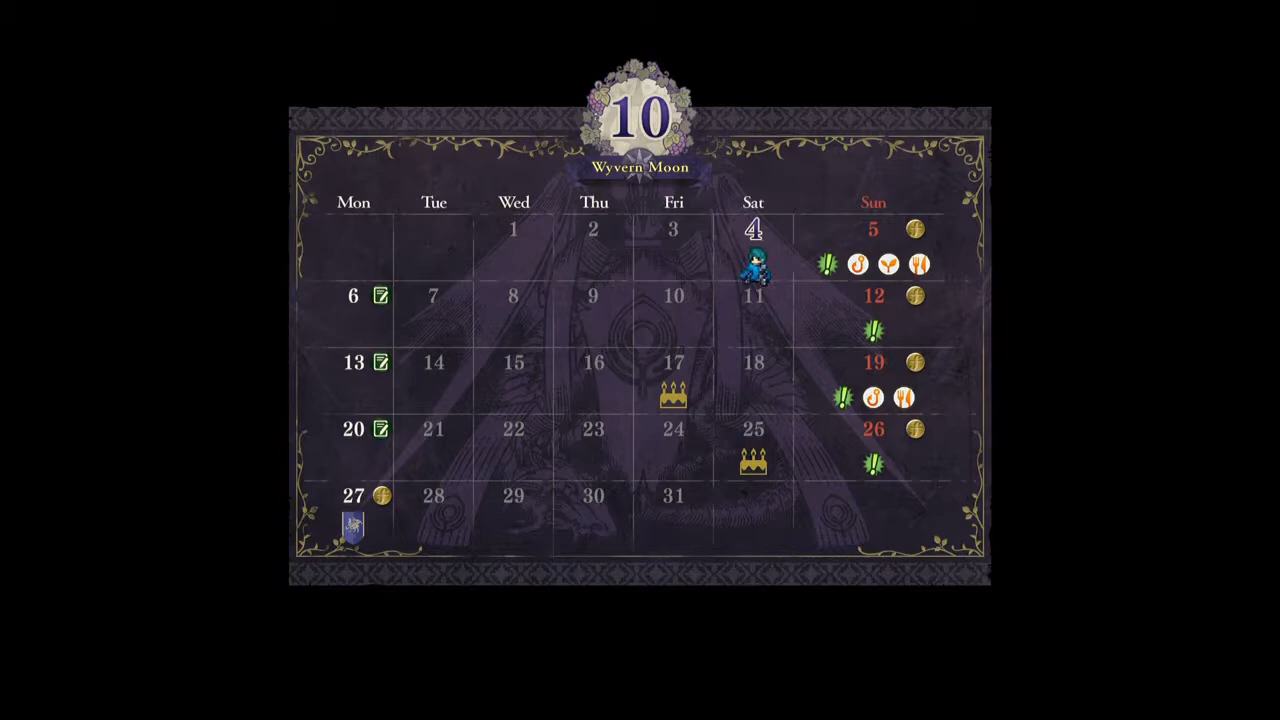 10
Wyvern Moon
Mon Tue Wed Thu Fri Sat Sun
1 2 3 4 5
6 7 8 9 10 11 12
13 14 15 16 17 18 19
20 21 22 23 24 25 26
27 28 29 30 31